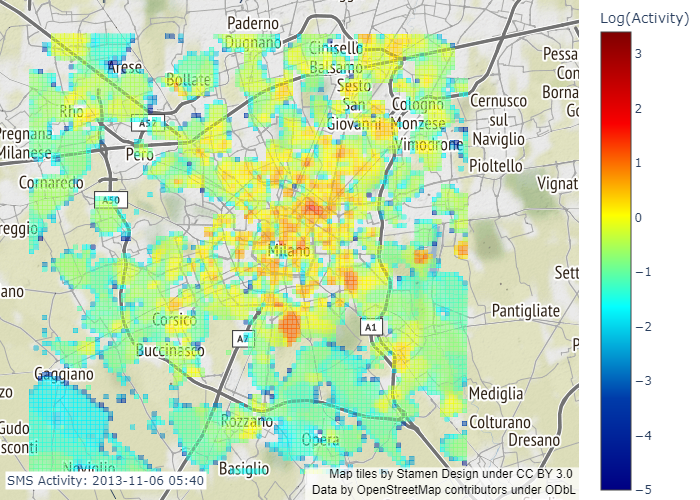 Log(Activity)
Paderno
Dugnano
Cinisello
Balsamo
Pessa
Arese
Bollate
Sesto
San
Giovanni
Con
Borna
Go
Rho
Cologno
Monzese
Cernusco
sul
Naviglio
A52
Pregnana
Milanese
Pero
Vimodrone
Pioltello
Cornaredo
Vignat
A50
reggio
Milano
Sett
ano
Pantigliate
Corsico
A7
A1
Buccinasco
P
Gaggiano
Mediglia
zo
Gudo
sconti
Rozzano
Opera
Colturano
Dresano
Noviglio
Basiglio
SMS Activity: 2013-11-06 05:40
Map tiles by Stamen Design under CC BY 3.0
Data by OpenStreetMap contributors under ODbL
3
2
1
0
−1
−2
−3
−4
−5